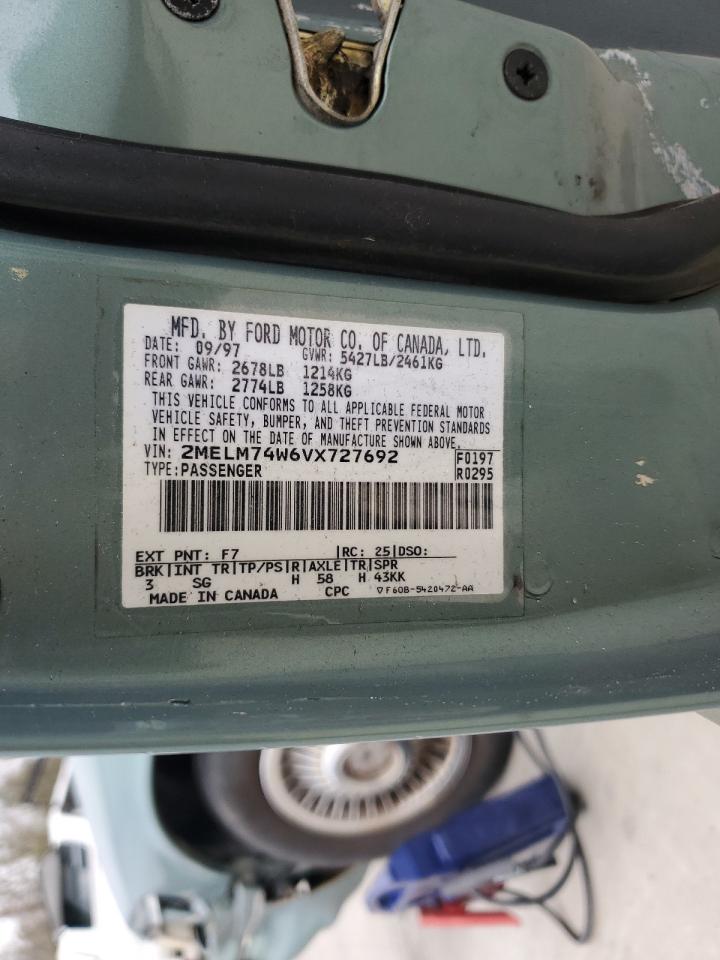 MFD. BY FORD MOTOR CO. OF CANADA, LTD.
DATE: 09/97 GVWR: 5427LB/2461KG
FRONT GAWR: 2678LB 1214KG
REAR GAWR: 2774LB 1258KG
THIS VEHICLE CONFORMS TO ALL APPLICABLE FEDERAL MOTOR
VEHICLE SAFETY, BUMPER, AND THEFT PREVENTION STANDARDS
IN EFFECT ON THE DATE OF MANUFACTURE SHOWN ABOVE.
VIN: 2MELM74W6VX727692 F0197
TYPE: PASSENGER R0295
EXT PNT: F7 |RC: 25|DSO:
BRK|INT TR|TP/PS|R|AXLE|TR|SPR
3 SG H 58 H 43KK
MADE IN CANADA CPC ▽F60B-5420472-AA